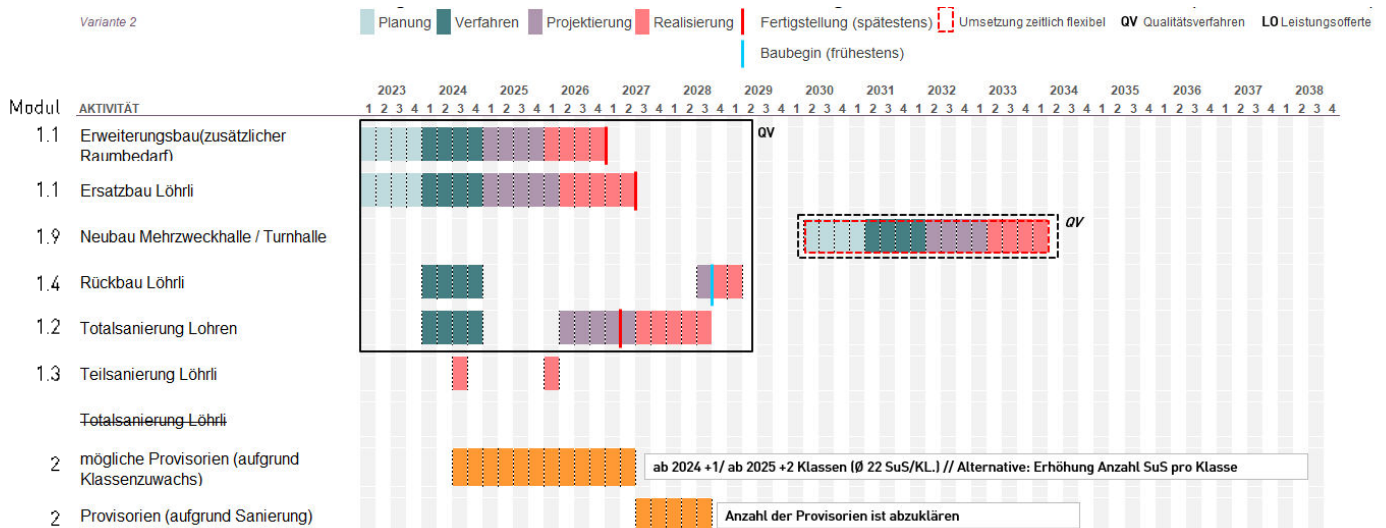 Variante 2
Planung Verfahren Projektierung Realisierung Fertigstellung (spätestens) Umsetzung zeitlich flexibel QV Qualitätsverfahren LO Leistungsofferte
Baubegin (frühestens)
2023 2024 2025 2026 2027 2028 2029 2030 2031 2032 2033 2034 2035 2036 2037 2038
Modul AKTIVITÄT 1 2 3 4 1 2 3 4 1 2 3 4 1 2 3 4 1 2 3 4 1 2 3 4 1 2 3 4 1 2 3 4 1 2 3 4 1 2 3 4 1 2 3 4 1 2 3 4 1 2 3 4 1 2 3 4 1 2 3 4 1 2 3 4
1.1 Erweiterungsbau(zusätzlicher QV
Raumbedarf)
1.1 Ersatzbau Löhrli
1.9 Neubau Mehrzweckhalle / Turnhalle QV
1.4 Rückbau Löhrli
1.2 Totalsanierung Lohren
1.3 Teilsanierung Löhrli
Totalsanierung Löhrli
2 mögliche Provisorien (aufgrund
Klassenzuwachs)
ab 2024 +1/ ab 2025 +2 Klassen (Ø 22 SuS/KL.) // Alternative: Erhöhung Anzahl SuS pro Klasse
2 Provisorien (aufgrund Sanierung) Anzahl der Provisorien ist abzuklären